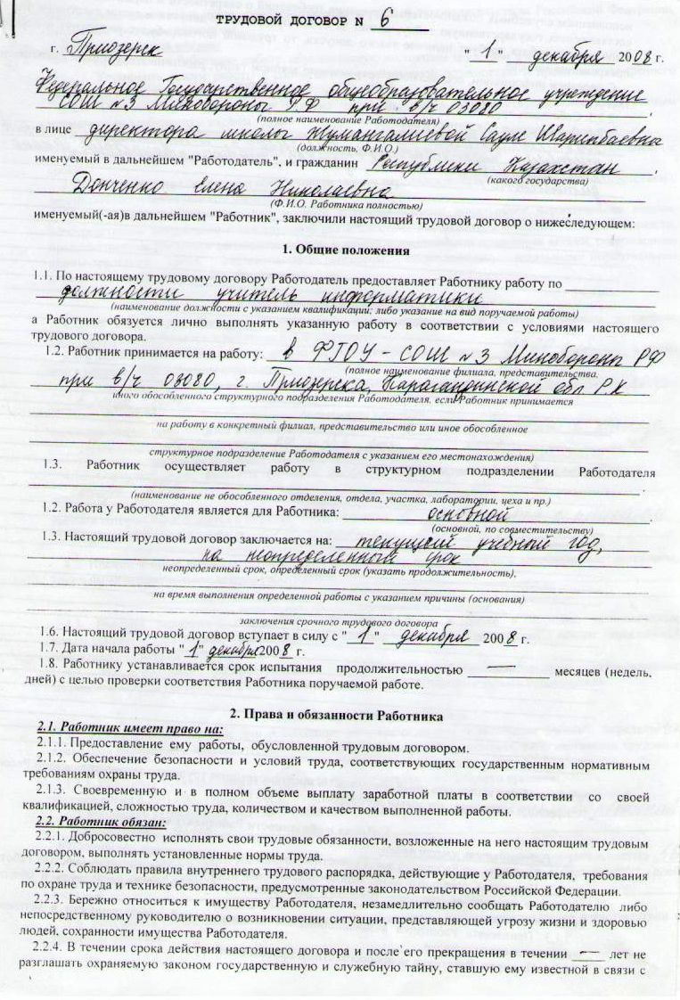 ТРУДОВОЙ ДОГОВОР N 6
г. Приозерск "1" декабря 2008 г.
Федеральное Государственное общеобразовательное учреждение
СОШ №3 Минобороны РФ при в/ч 03080
(полное наименование Работодателя)
в лице директора школы Жумангалиевой Сауле Шарипбаевны
(должность, Ф.И.О.)
именуемый в дальнейшем "Работодатель", и гражданин Республики Казахстан,
(какого государства)
Донченко Елена Николаевна
(Ф.И.О. Работника полностью)
именуемый(-ая)в дальнейшем "Работник", заключили настоящий трудовой договор о нижеследующем:
1. Общие положения
1.1. По настоящему трудовому договору Работодатель предоставляет Работнику работу по
должности учитель информатики
(наименование должности с указанием квалификации; либо указание на вид поручаемой работы)
а Работник обязуется лично выполнять указанную работу в соответствии с условиями настоящего
трудового договора.
1.2. Работник принимается на работу: в ФГОУ - СОШ №3 Минобороны РФ
(полное наименование филиала, представительства,
при в/ч 03080, г. Приозерска, Карагандинской обл РК
иного обособленного структурного подразделения Работодателя, если Работник принимается
на работу в конкретный филиал, представительство или иное обособленное
структурное подразделение Работодателя с указанием его местонахождения)
1.3. Работник осуществляет работу в структурном подразделении Работодателя
(наименование не обособленного отделения, отдела, участка, лаборатории, цеха и пр.)
1.2. Работа у Работодателя является для Работника: основной.
(основной, по совместительству)
1.3. Настоящий трудовой договор заключается на: текущий учебный год,
на неопределенный срок
неопределенный срок, определенный срок (указать продолжительность),
на время выполнения определенной работы с указанием причины (основания)
заключения срочного трудового договора
1.6. Настоящий трудовой договор вступает в силу с "1" декабря 2008 г.
1.7. Дата начала работы "1" декабря 2008 г.
1.8. Работнику устанавливается срок испытания продолжительностью — месяцев (недель,
дней) с целью проверки соответствия Работника поручаемой работе.
2. Права и обязанности Работника
2.1. Работник имеет право на:
2.1.1. Предоставление ему работы, обусловленной трудовым договором.
2.1.2. Обеспечение безопасности и условий труда, соответствующих государственным нормативным
требованиям охраны труда.
2.1.3. Своевременную и в полном объеме выплату заработной платы в соответствии со своей
квалификацией, сложностью труда, количеством и качеством выполненной работы.
2.2. Работник обязан:
2.2.1. Добросовестно исполнять свои трудовые обязанности, возложенные на него настоящим трудовым
договором, выполнять установленные нормы труда.
2.2.2. Соблюдать правила внутреннего трудового распорядка, действующие у Работодателя, требования
по охране труда и технике безопасности, предусмотренные законодательством Российской Федерации.
2.2.3. Бережно относиться к имуществу Работодателя, незамедлительно сообщать Работодателю либо
непосредственному руководителю о возникновении ситуации, представляющей угрозу жизни и здоровью
людей, сохранности имущества Работодателя.
2.2.4. В течении срока действия настоящего договора и после его прекращения в течении — лет не
разглашать охраняемую законом государственную и служебную тайну, ставшую ему известной в связи с